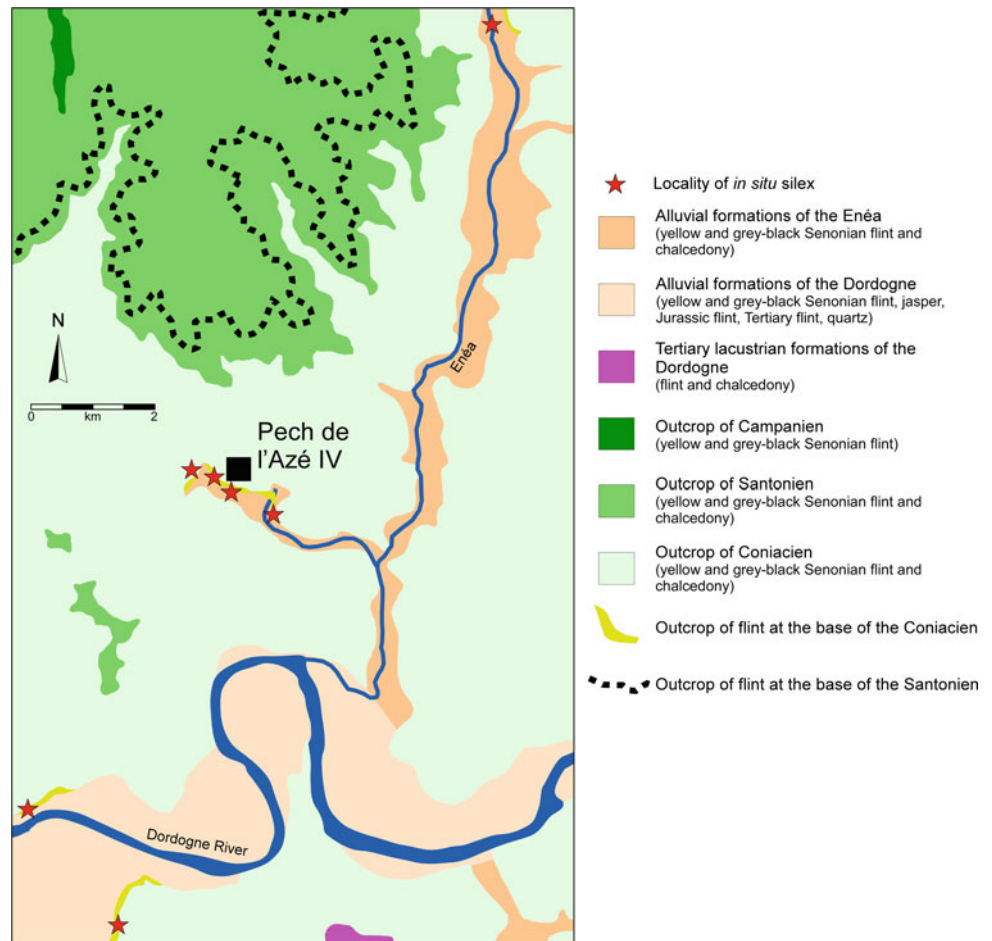 N
0
km
2
Enéa
Pech de
l'Azé IV
Dordogne River
Locality of in situ silex
Alluvial formations of the Enéa
(yellow and grey-black Senonian flint and
chalcedony)
Alluvial formations of the Dordogne
(yellow and grey-black Senonian flint, jasper,
Jurassic flint, Tertiary flint, quartz)
Tertiary lacustrian formations of the
Dordogne
(flint and chalcedony)
Outcrop of Campanien
(yellow and grey-black Senonian flint)
Outcrop of Santonien
(yellow and grey-black Senonian flint and
chalcedony)
Outcrop of Coniacien
(yellow and grey-black Senonian flint and
chalcedony)
Outcrop of flint at the base of the Coniacien
Outcrop of flint at the base of the Santonien